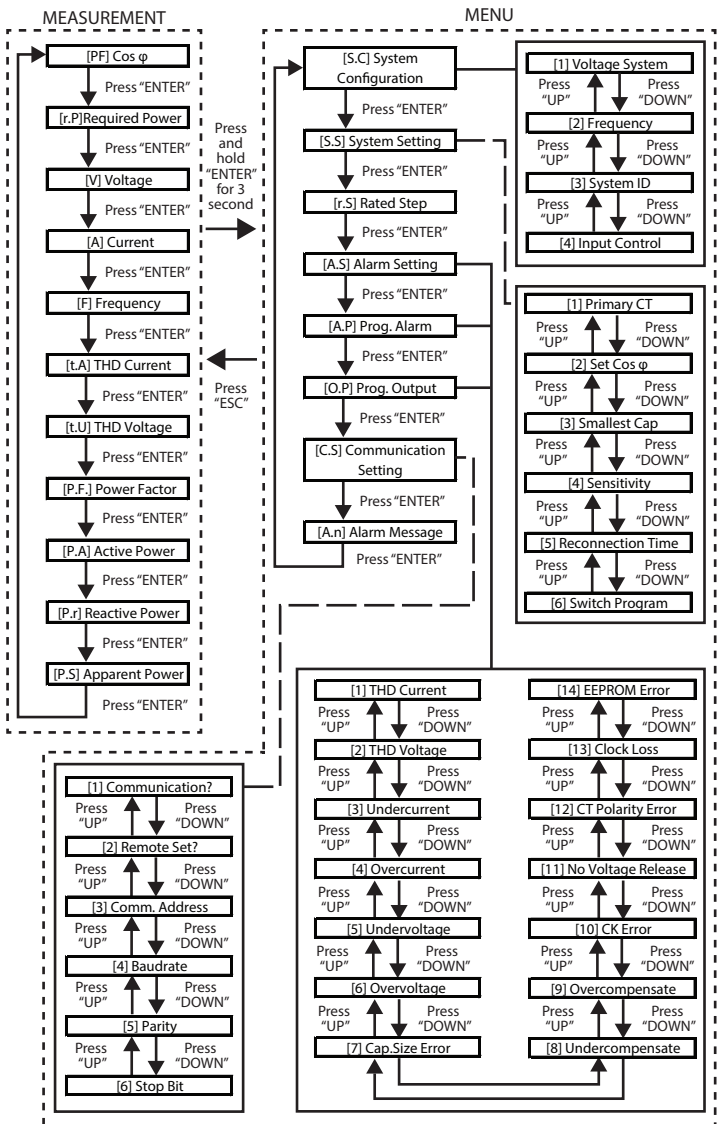 MEASUREMENT
[PF] Cos φ
Press “ENTER”
[r.P]Required Power
Press “ENTER”
[V] Voltage
Press “ENTER”
[A] Current
Press “ENTER”
[F] Frequency
Press “ENTER”
[t.A] THD Current
Press “ENTER”
[t.U] THD Voltage
Press “ENTER”
[P.F.] Power Factor
Press “ENTER”
[P.A] Active Power
Press “ENTER”
[P.r] Reactive Power
Press “ENTER”
[P.S] Apparent Power
Press “ENTER”
Press
and
hold
“ENTER”
for 3
second
Press
“ESC”
MENU
[S.C] System
Configuration
Press “ENTER”
[S.S] System Setting
Press “ENTER”
[r.S] Rated Step
Press “ENTER”
[A.S] Alarm Setting
Press “ENTER”
[A.P] Prog. Alarm
Press “ENTER”
[O.P] Prog. Output
Press “ENTER”
[C.S] Communication
Setting
Press “ENTER”
[A.n] Alarm Message
Press “ENTER”
[1] Voltage System
Press
“UP”
Press
“DOWN”
[2] Frequency
Press
“UP”
Press
“DOWN”
[3] System ID
Press
“UP”
Press
“DOWN”
[4] Input Control
[1] Primary CT
Press
“UP”
Press
“DOWN”
[2] Set Cos φ
Press
“UP”
Press
“DOWN”
[3] Smallest Cap
Press
“UP”
Press
“DOWN”
[4] Sensitivity
Press
“UP”
Press
“DOWN”
[5] Reconnection Time
Press
“UP”
Press
“DOWN”
[6] Switch Program
[1] Communication?
Press
“UP”
Press
“DOWN”
[2] Remote Set?
Press
“UP”
Press
“DOWN”
[3] Comm. Address
Press
“UP”
Press
“DOWN”
[4] Baudrate
Press
“UP”
Press
“DOWN”
[5] Parity
Press
“UP”
Press
“DOWN”
[6] Stop Bit
[1] THD Current
Press
“UP”
Press
“DOWN”
[2] THD Voltage
Press
“UP”
Press
“DOWN”
[3] Undercurrent
Press
“UP”
Press
“DOWN”
[4] Overcurrent
Press
“UP”
Press
“DOWN”
[5] Undervoltage
Press
“UP”
Press
“DOWN”
[6] Overvoltage
Press
“UP”
Press
“DOWN”
[7] Cap.Size Error
[14] EEPROM Error
Press
“UP”
Press
“DOWN”
[13] Clock Loss
Press
“UP”
Press
“DOWN”
[12] CT Polarity Error
Press
“UP”
Press
“DOWN”
[11] No Voltage Release
Press
“UP”
Press
“DOWN”
[10] CK Error
Press
“UP”
Press
“DOWN”
[9] Overcompensate
Press
“UP”
Press
“DOWN”
[8] Undercompensate